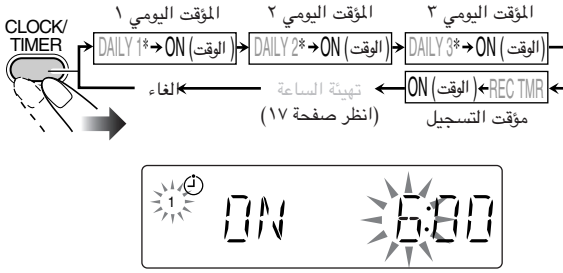 المؤقت اليومي ١
المؤقت اليومي ٢
المؤقت اليومي ٣
CLOCK/
TIMER
DAILY 1* → ON (الوقت)
DAILY 2* → ON (الوقت)
DAILY 3* → ON (الوقت)
REC TMR → ON (الوقت)
مؤقت التسجيل
تهيئة الساعة
(انظر صفحة ١٧)
الغاء
1 ON 6:00